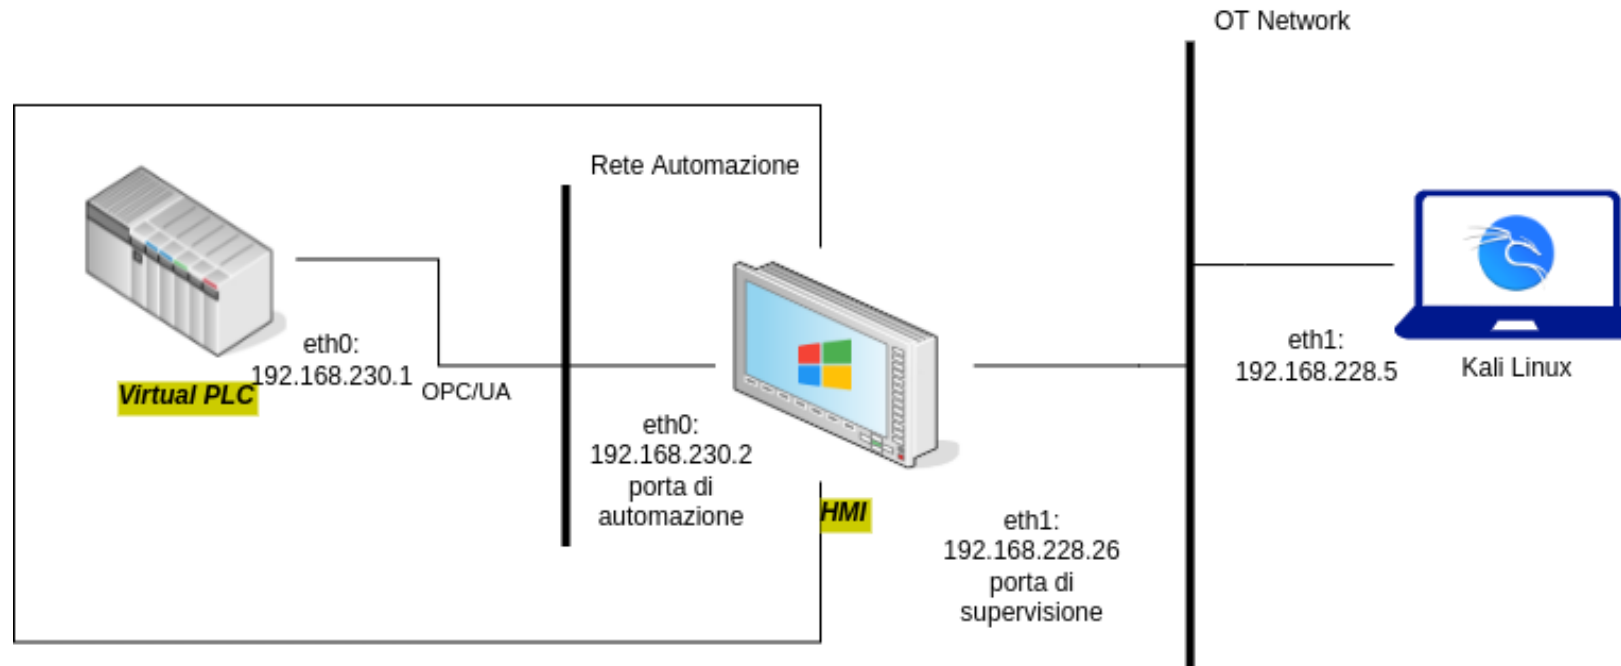 OT Network
Rete Automazione
eth0:
192.168.230.1
Virtual PLC
OPC/UA
eth0:
192.168.230.2
porta di
automazione
HMI
eth1:
192.168.228.26
porta di
supervisione
eth1:
192.168.228.5
Kali Linux